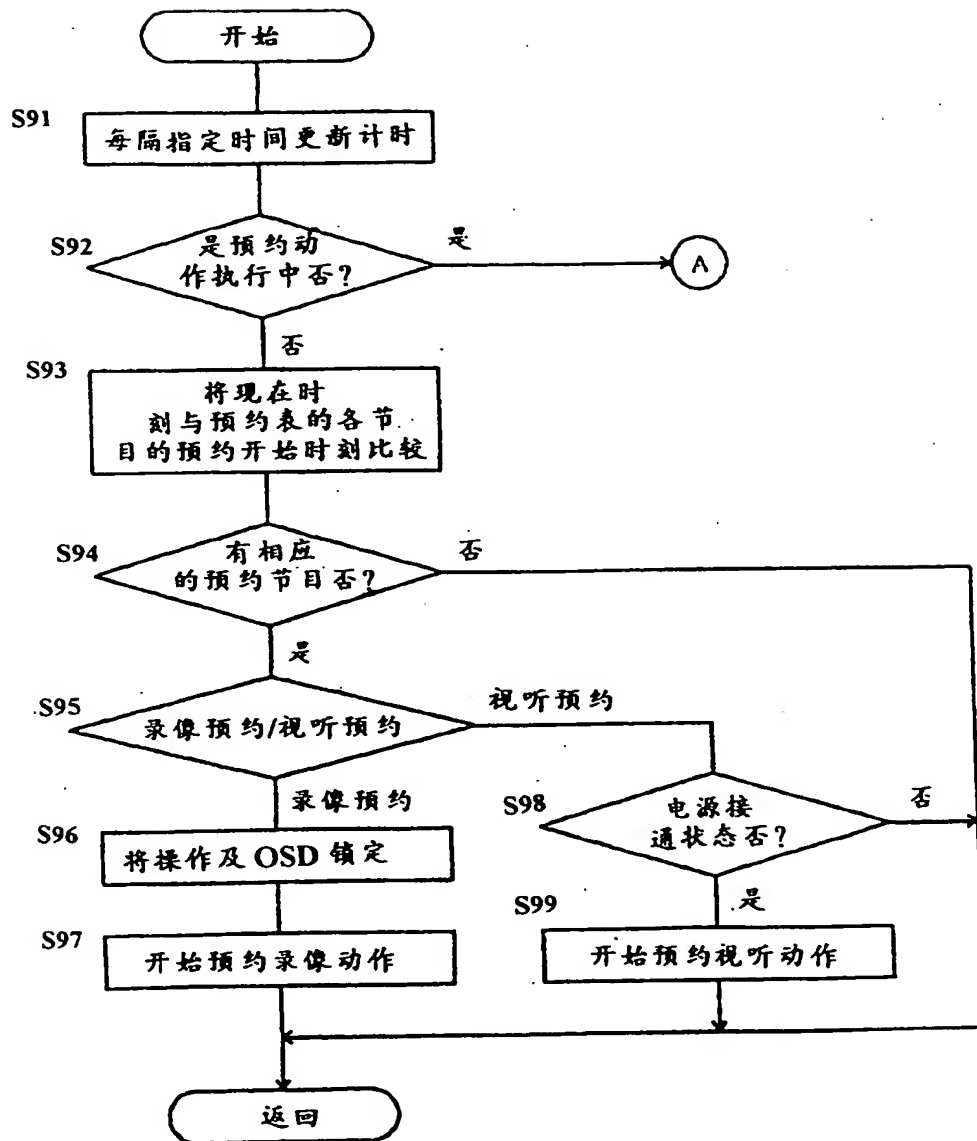 开始
S91
每隔指定时间更新计时
S92
是预约动
作执行中否?
是
A
否
S93
将现在时
刻与预约表的各节
目的预约开始时刻比较
S94
有相应
的预约节目否?
否
是
S95
录像预约/视听预约
视听预约
录像预约
S96
将操作及OSD锁定
S98
电源接
通状态否?
否
是
S97
开始预约录像动作
S99
开始预约视听动作
返回